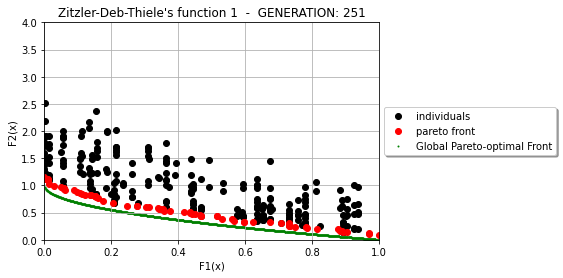 Zitzler-Deb-Thiele's function 1  -  GENERATION: 251
4.0
3.5
3.0
2.5
2.0
1.5
1.0
0.5
0.0
F2(x)
0.0 0.2 0.4 0.6 0.8 1.0
F1(x)
individuals
pareto front
Global Pareto-optimal Front